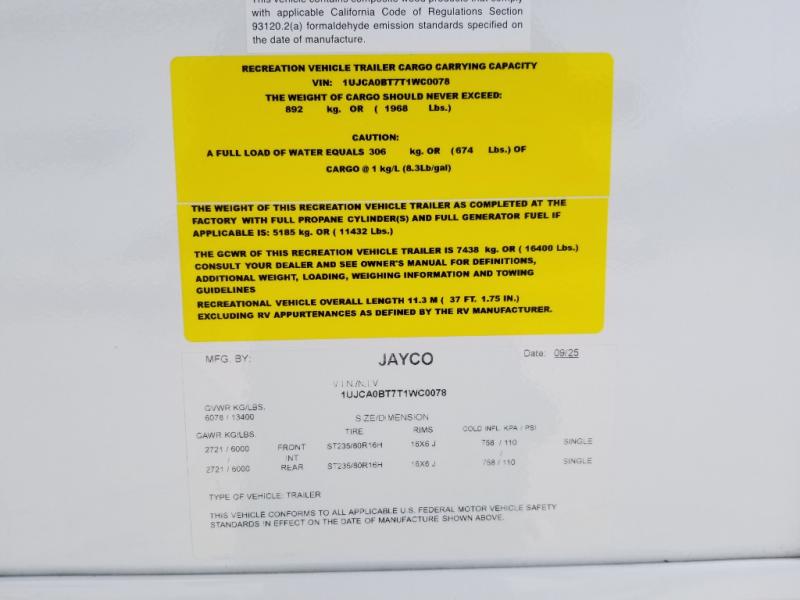 This vehicle contains composite wood products that comply
with applicable California Code of Regulations Section
93120.2(a) formaldehyde emission standards specified on
the date of manufacture.
RECREATION VEHICLE TRAILER CARGO CARRYING CAPACITY
VIN: 1UJCA0BT7T1WC0078
THE WEIGHT OF CARGO SHOULD NEVER EXCEED:
892 kg. OR ( 1968 Lbs.)
CAUTION:
A FULL LOAD OF WATER EQUALS 306 kg. OR (674 Lbs.) OF
CARGO @ 1 kg/L (8.3Lb/gal)
THE WEIGHT OF THIS RECREATION VEHICLE TRAILER AS COMPLETED AT THE
FACTORY WITH FULL PROPANE CYLINDER(S) AND FULL GENERATOR FUEL IF
APPLICABLE IS: 5185 kg. OR ( 11432 Lbs.)
THE GCWR OF THIS RECREATION VEHICLE TRAILER IS 7438 kg. OR ( 16400 Lbs.)
CONSULT YOUR DEALER AND SEE OWNER'S MANUAL FOR DEFINITIONS,
ADDITIONAL WEIGHT, LOADING, WEIGHING INFORMATION AND TOWING
GUIDELINES
RECREATIONAL VEHICLE OVERALL LENGTH 11.3 M ( 37 FT. 1.75 IN.)
EXCLUDING RV APPURTENANCES AS DEFINED BY THE RV MANUFACTURER.
MFG. BY: JAYCO Date: 09/25
V.I.N./N.I.V
1UJCA0BT7T1WC0078
GVWR KG/LBS.
6078 / 13400
SIZE/DIMENSION
GAWR KG/LBS. TIRE RIMS COLD INFL. KPA / PSI
2721 / 6000 FRONT ST235/80R16H 16X6 J 758 / 110 SINGLE
/ INT /
2721 / 6000 REAR ST235/80R16H 16X6 J 758 / 110 SINGLE
TYPE OF VEHICLE: TRAILER
THIS VEHICLE CONFORMS TO ALL APPLICABLE U.S. FEDERAL MOTOR VEHICLE SAFETY
STANDARDS IN EFFECT ON THE DATE OF MANUFACTURE SHOWN ABOVE.